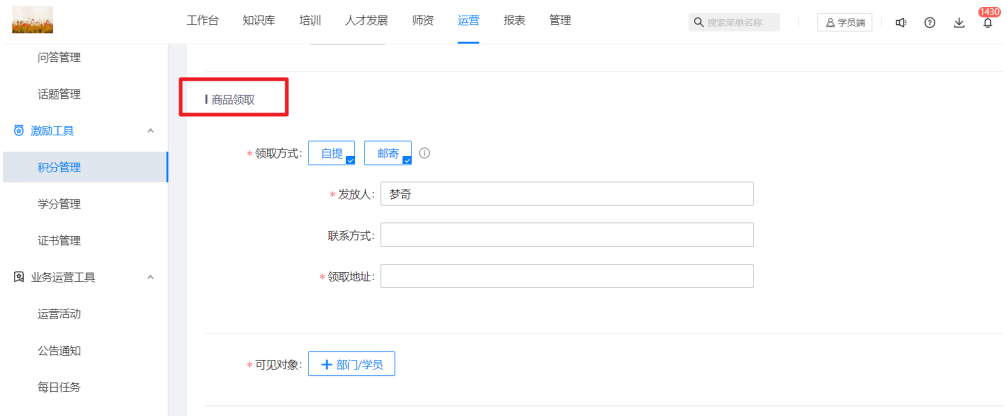 工作台 知识库 培训 人才发展 师资 运营 报表 管理 搜索菜单名称 学员端 1430
问答管理
话题管理
商品领取
激励工具
*领取方式: 自提 邮寄
积分管理
*发放人: 梦奇
学分管理
联系方式:
证书管理
*领取地址:
业务运营工具
运营活动
公告通知
*可见对象: + 部门/学员
每日任务